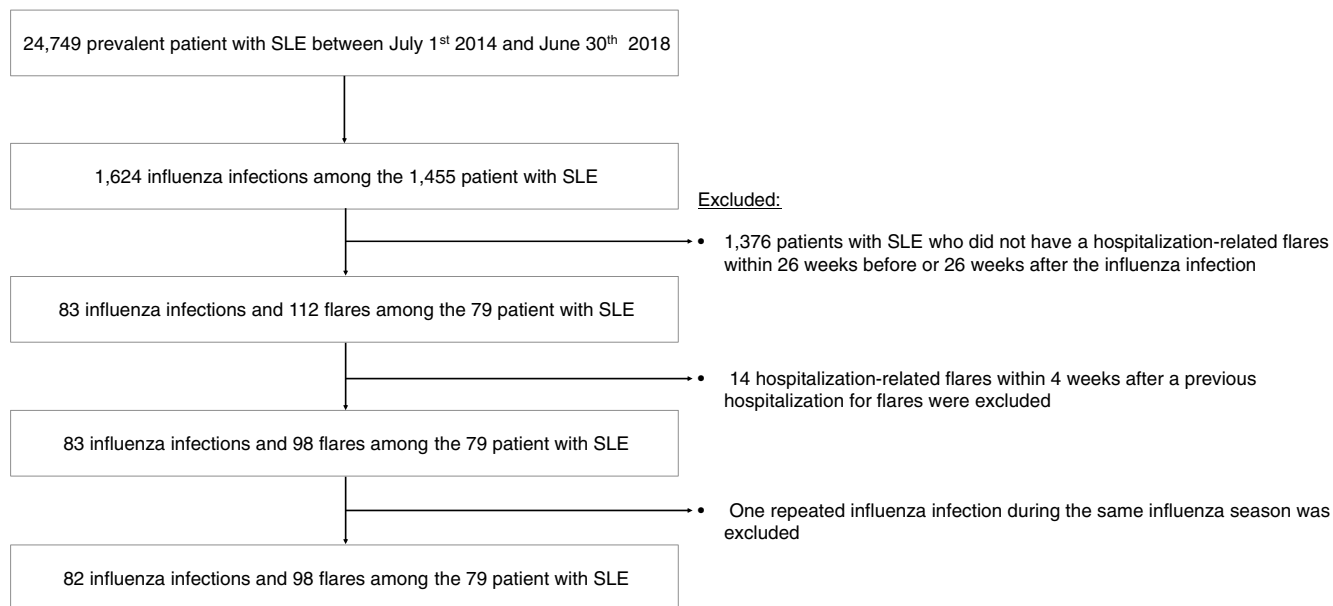 24,749 prevalent patient with SLE between July 1st 2014 and June 30th 2018
1,624 influenza infections among the 1,455 patient with SLE
Excluded:
• 1,376 patients with SLE who did not have a hospitalization-related flares
within 26 weeks before or 26 weeks after the influenza infection
83 influenza infections and 112 flares among the 79 patient with SLE
• 14 hospitalization-related flares within 4 weeks after a previous
hospitalization for flares were excluded
83 influenza infections and 98 flares among the 79 patient with SLE
• One repeated influenza infection during the same influenza season was
excluded
82 influenza infections and 98 flares among the 79 patient with SLE